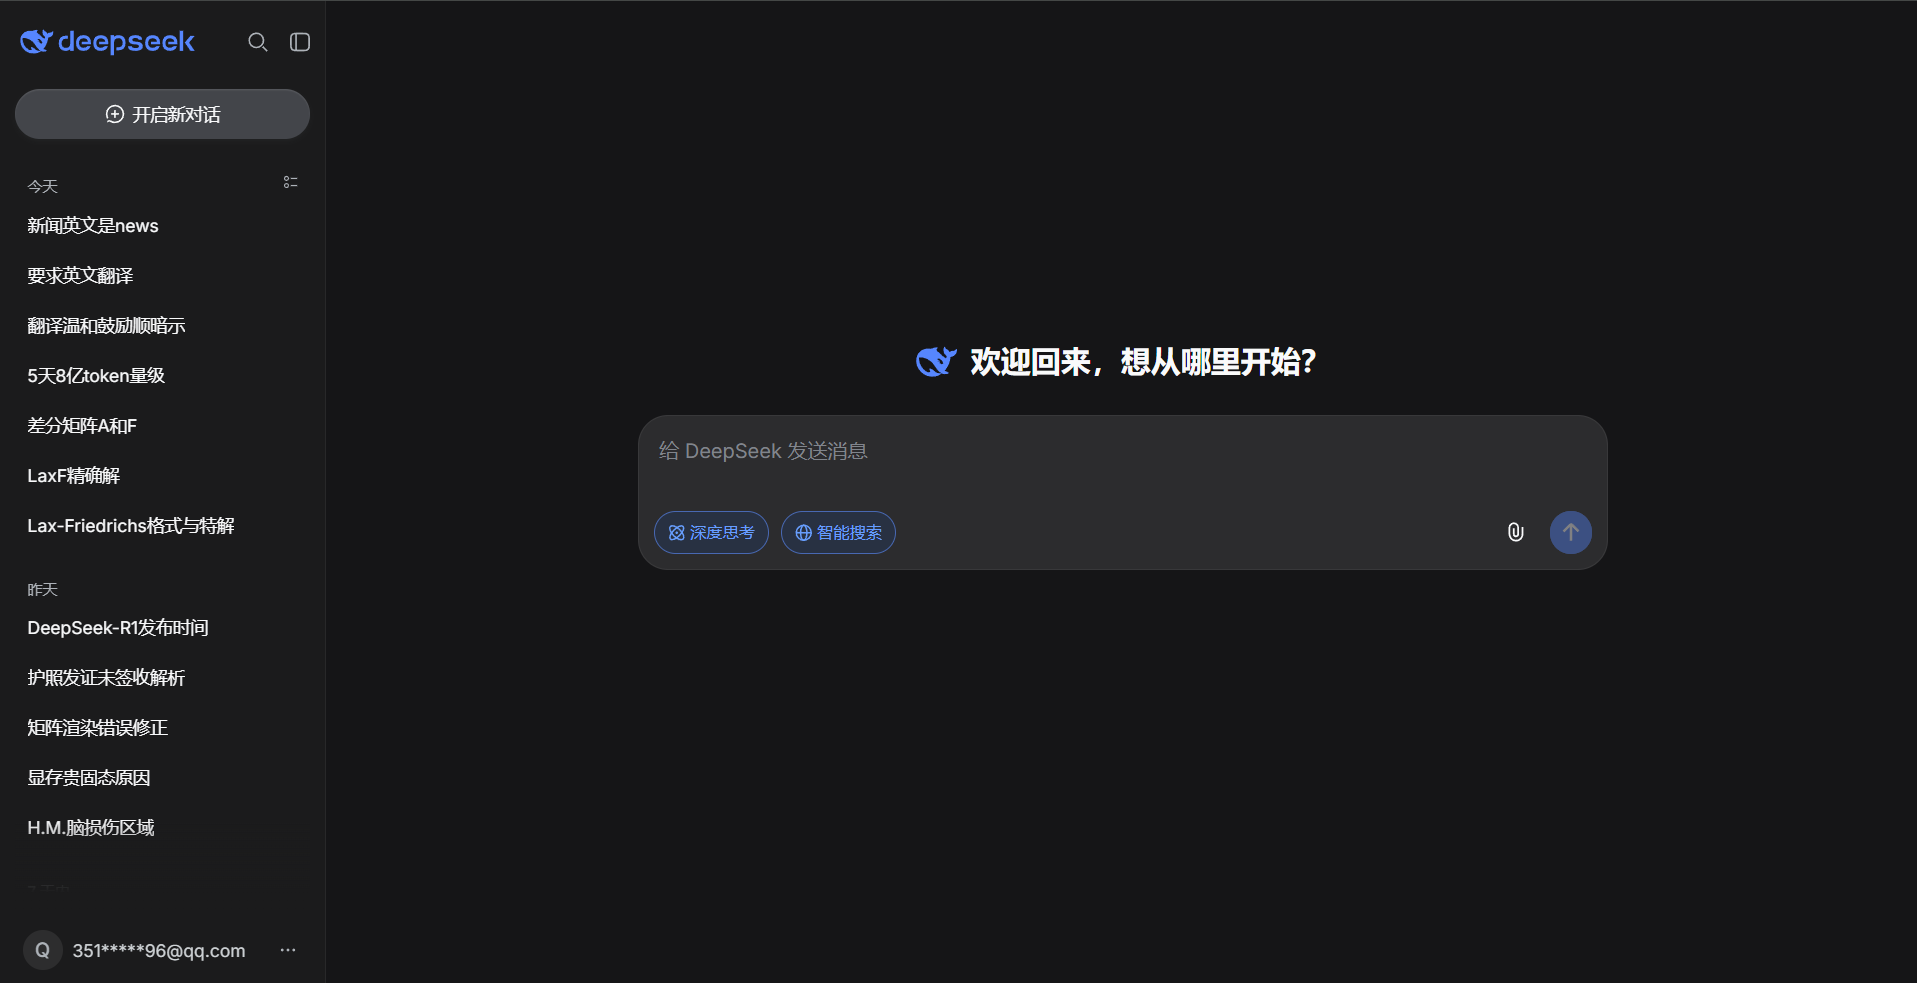 deepseek
开启新对话
今天
新闻英文是news
要求英文翻译
翻译温和鼓励顺暗示
5天8亿token量级
差分矩阵A和F
LaxF精确解
Lax-Friedrichs格式与特解
昨天
DeepSeek-R1发布时间
护照发证未签收解析
矩阵渲染错误修正
显存贵固态原因
H.M.脑损伤区域
Q 351*****96@qq.com
欢迎回来，想从哪里开始？
给 DeepSeek 发送消息
深度思考 智能搜索